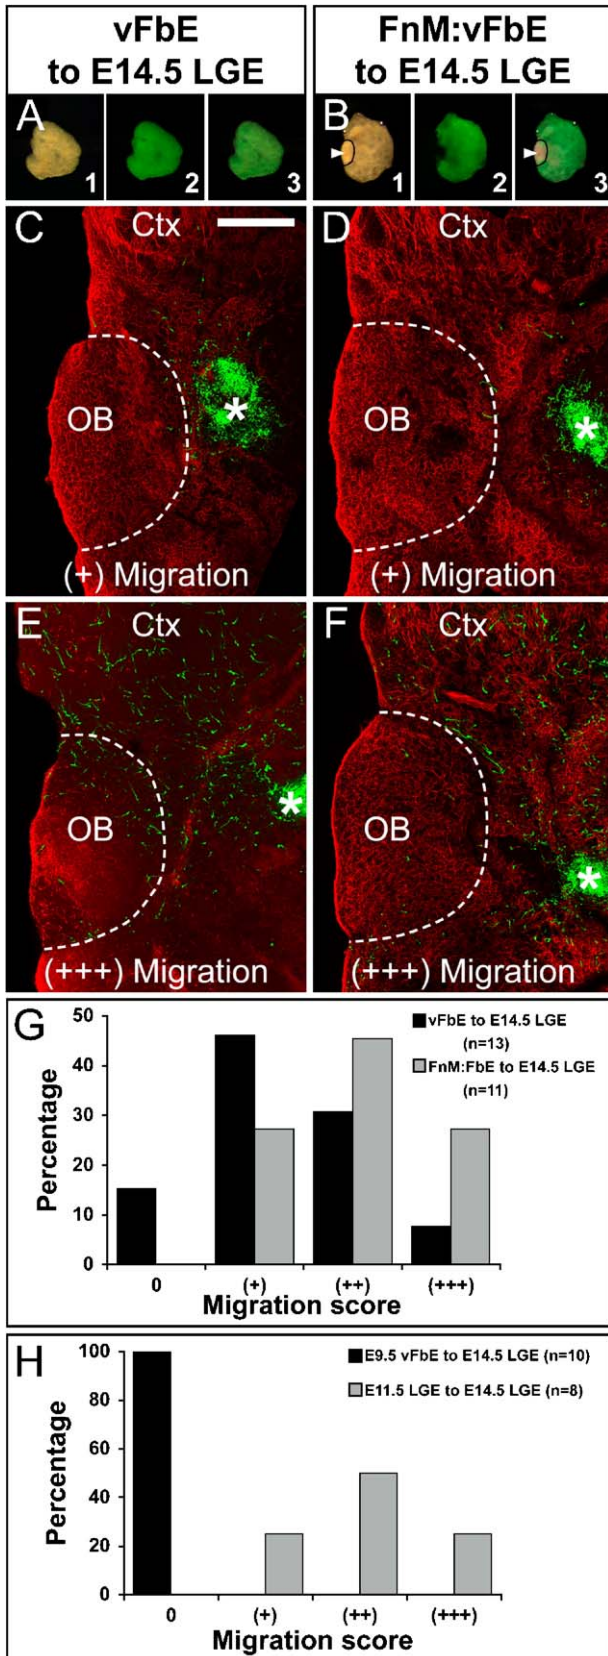 vFbE
to E14.5 LGE
FnM:vFbE
to E14.5 LGE
A
1
2
3
B
1
2
3
C
Ctx
OB
*
(+) Migration
D
Ctx
OB
*
(+) Migration
E
Ctx
OB
*
(+++) Migration
F
Ctx
OB
*
(+++) Migration
G
50
40
30
20
10
0
Percentage
vFbE to E14.5 LGE
(n=13)
FnM:FbE to E14.5 LGE
(n=11)
0
(+)
(++)
(+++)
Migration score
H
100
80
60
40
20
0
Percentage
E9.5 vFbE to E14.5 LGE (n=10)
E11.5 LGE to E14.5 LGE (n=8)
0
(+)
(++)
(+++)
Migration score